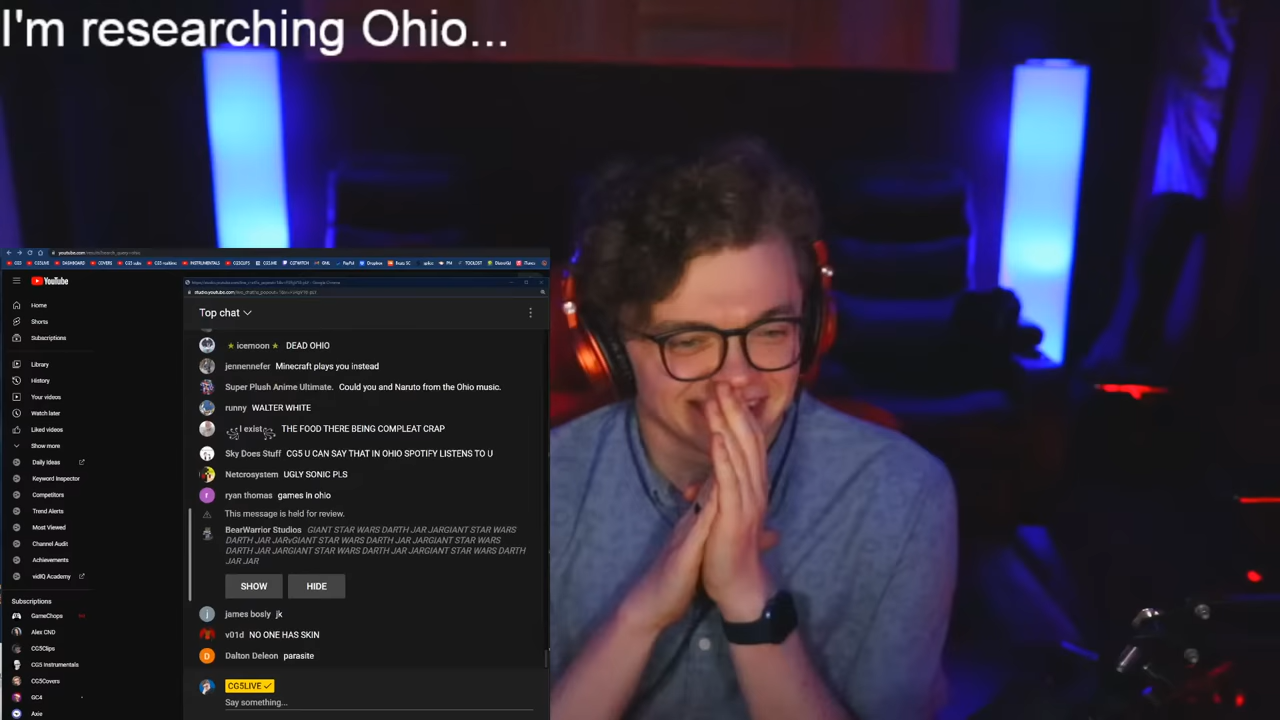 I'm researching Ohio...
YouTube
Home
Shorts
Subscriptions
Library
History
Your videos
Watch later
Liked videos
Show more
Daily Ideas
Keyword Inspector
Competitors
Trend Alerts
Most Viewed
Channel Audit
Achievements
vidIQ Academy
Subscriptions
GameChops
Alex CND
CG5Clips
CG5 Instrumentals
CG5Covers
GC4
Axie
Top chat
★ icemoon ★ DEAD OHIO
jennennefer Minecraft plays you instead
Super Plush Anime Ultimate. Could you and Naruto from the Ohio music.
runny WALTER WHITE
I exist THE FOOD THERE BEING COMPLEAT CRAP
Sky Does Stuff CG5 U CAN SAY THAT IN OHIO SPOTIFY LISTENS TO U
Netcrosystem UGLY SONIC PLS
ryan thomas games in ohio
This message is held for review.
BearWarrior Studios GIANT STAR WARS DARTH JAR JARGIANT STAR WARS
DARTH JAR JARvGIANT STAR WARS DARTH JAR JARGIANT STAR WARS
DARTH JAR JARGIANT STAR WARS DARTH JAR JARGIANT STAR WARS DARTH
JAR JAR
SHOW HIDE
james bosly jk
v01d NO ONE HAS SKIN
Dalton Deleon parasite
CG5LIVE
Say something...